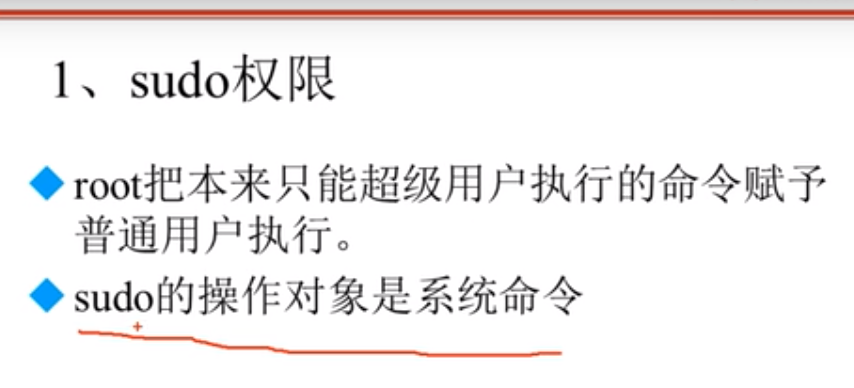 1、sudo权限
root把本来只能超级用户执行的命令赋予
普通用户执行。
sudo的操作对象是系统命令